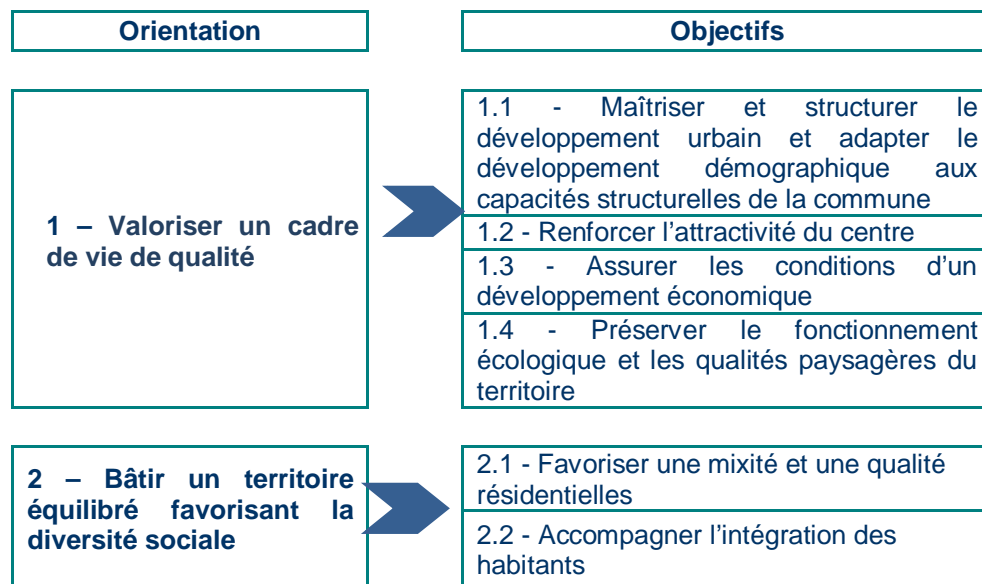 Orientation
Objectifs
1 – Valoriser un cadre
de vie de qualité
1.1 - Maîtriser et structurer le
développement urbain et adapter le
développement démographique aux
capacités structurelles de la commune
1.2 - Renforcer l’attractivité du centre
1.3 - Assurer les conditions d’un
développement économique
1.4 - Préserver le fonctionnement
écologique et les qualités paysagères du
territoire
2 – Bâtir un territoire
équilibré favorisant la
diversité sociale
2.1 - Favoriser une mixité et une qualité
résidentielles
2.2 - Accompagner l’intégration des
habitants